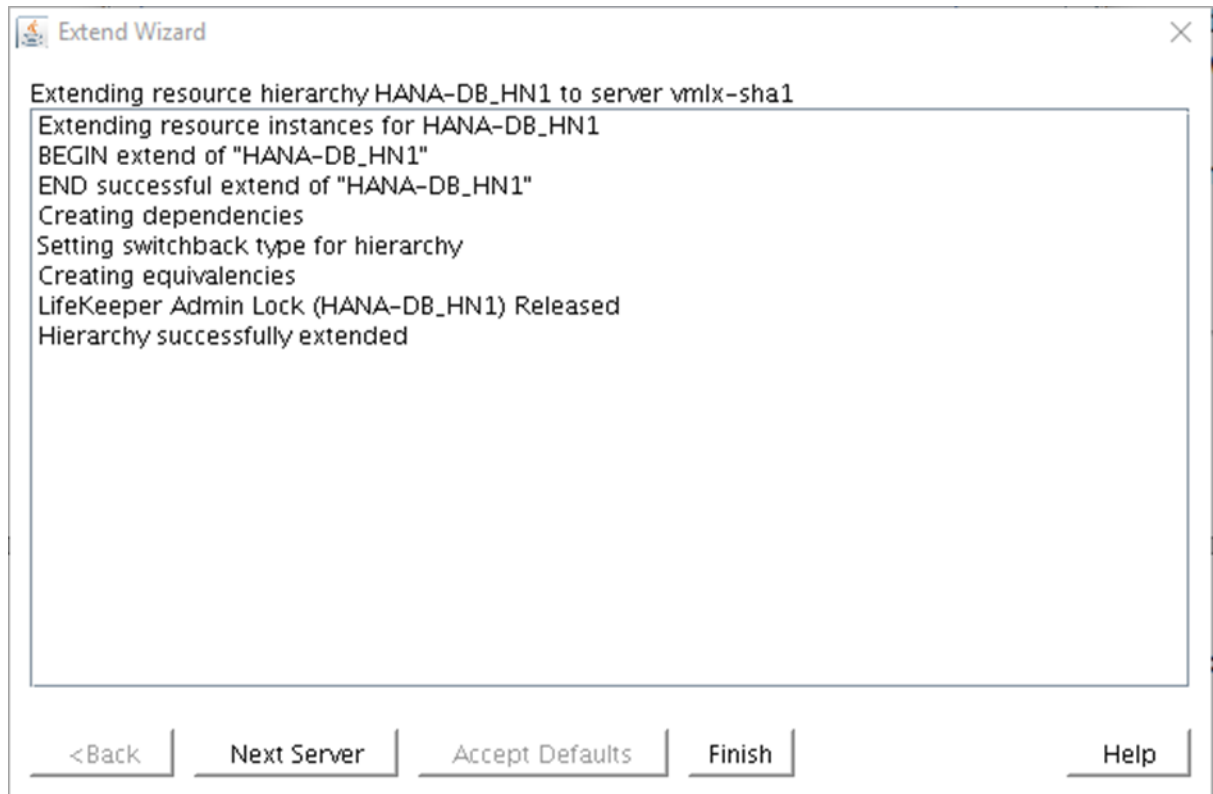 Extend Wizard
Extending resource hierarchy HANA-DB_HN1 to server vmlx-sha1
Extending resource instances for HANA-DB_HN1
BEGIN extend of "HANA-DB_HN1"
END successful extend of "HANA-DB_HN1"
Creating dependencies
Setting switchback type for hierarchy
Creating equivalencies
LifeKeeper Admin Lock (HANA-DB_HN1) Released
Hierarchy successfully extended
<Back Next Server Accept Defaults Finish Help